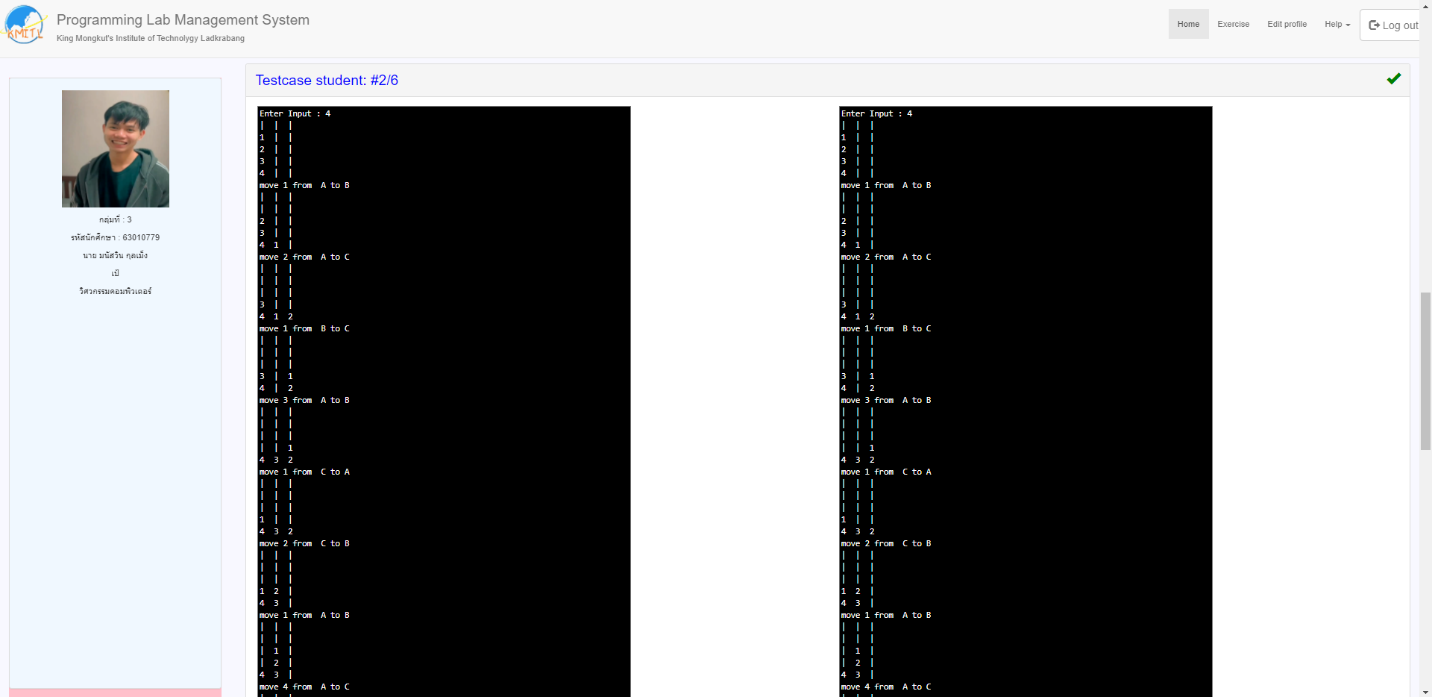 KMITL
Programming Lab Management System
King Mongkut's Institute of Technolygy Ladkrabang
Home
Exercise
Edit profile
Help
Log out
กลุ่มที่ : 3
รหัสนักศึกษา : 63010779
นาย มนัสวิน กุลเม็ง
เป้
วิศวกรรมคอมพิวเตอร์
Testcase student: #2/6
Enter Input : 4
|  |  |
1  |  |
2  |  |
3  |  |
4  |  |
move 1 from  A to B
|  |  |
|  |  |
2  |  |
3  |  |
4  1  |
move 2 from  A to C
|  |  |
|  |  |
|  |  |
3  |  |
4  1  2
move 1 from  B to C
|  |  |
|  |  |
|  |  |
3  |  1
4  |  2
move 3 from  A to B
|  |  |
|  |  |
|  |  |
|  |  1
4  3  2
move 1 from  C to A
|  |  |
|  |  |
|  |  |
1  |  |
4  3  2
move 2 from  C to B
|  |  |
|  |  |
|  |  |
1  2  |
4  3  |
move 1 from  A to B
|  |  |
|  |  |
|  1  |
|  2  |
4  3  |
move 4 from  A to C
Enter Input : 4
|  |  |
1  |  |
2  |  |
3  |  |
4  |  |
move 1 from  A to B
|  |  |
|  |  |
2  |  |
3  |  |
4  1  |
move 2 from  A to C
|  |  |
|  |  |
|  |  |
3  |  |
4  1  2
move 1 from  B to C
|  |  |
|  |  |
|  |  |
3  |  1
4  |  2
move 3 from  A to B
|  |  |
|  |  |
|  |  |
|  |  1
4  3  2
move 1 from  C to A
|  |  |
|  |  |
|  |  |
1  |  |
4  3  2
move 2 from  C to B
|  |  |
|  |  |
|  |  |
1  2  |
4  3  |
move 1 from  A to B
|  |  |
|  |  |
|  1  |
|  2  |
4  3  |
move 4 from  A to C